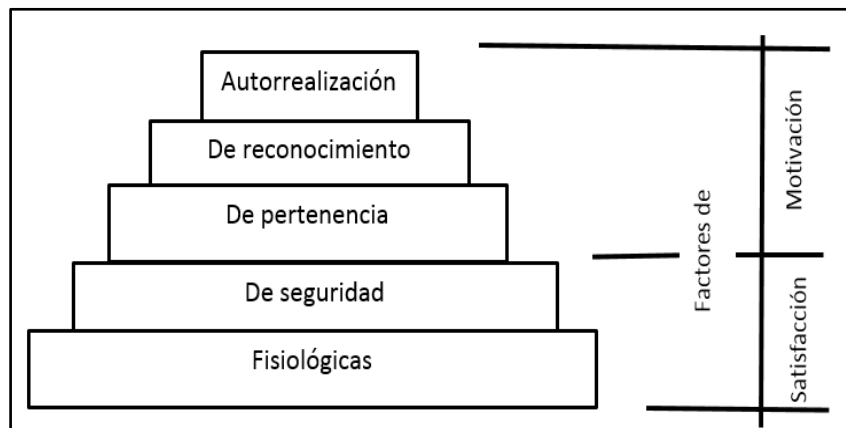 Autorrealización
De reconocimiento
De pertenencia
De seguridad
Fisiológicas
Factores de
Motivación
Satisfacción